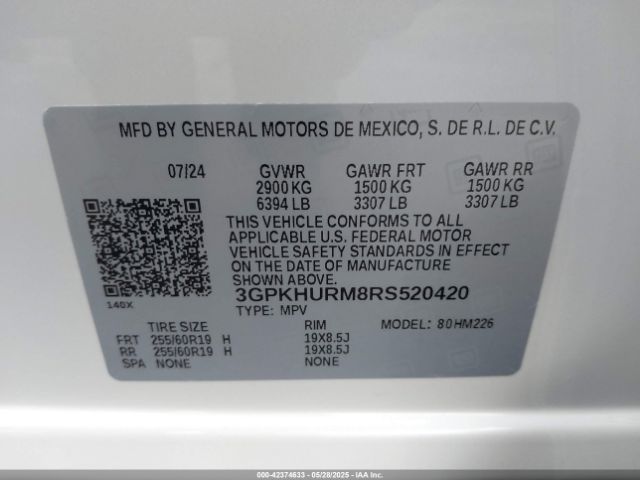 MFD BY GENERAL MOTORS DE MEXICO, S. DE R.L. DE C.V.
07/24 GVWR GAWR FRT GAWR RR
2900 KG 1500 KG 1500 KG
6394 LB 3307 LB 3307 LB
THIS VEHICLE CONFORMS TO ALL
APPLICABLE U.S. FEDERAL MOTOR
VEHICLE SAFETY STANDARDS IN EFFECT
ON THE DATE OF MANUFACTURE
SHOWN ABOVE.
3GPKHURM8RS520420
140X TYPE: MPV
TIRE SIZE RIM MODEL: 80HM226
FRT 255/60R19 H 19X8.5J
RR 255/60R19 H 19X8.5J
SPA NONE NONE
000-42374633 - 05/28/2025 - IAAI.COM